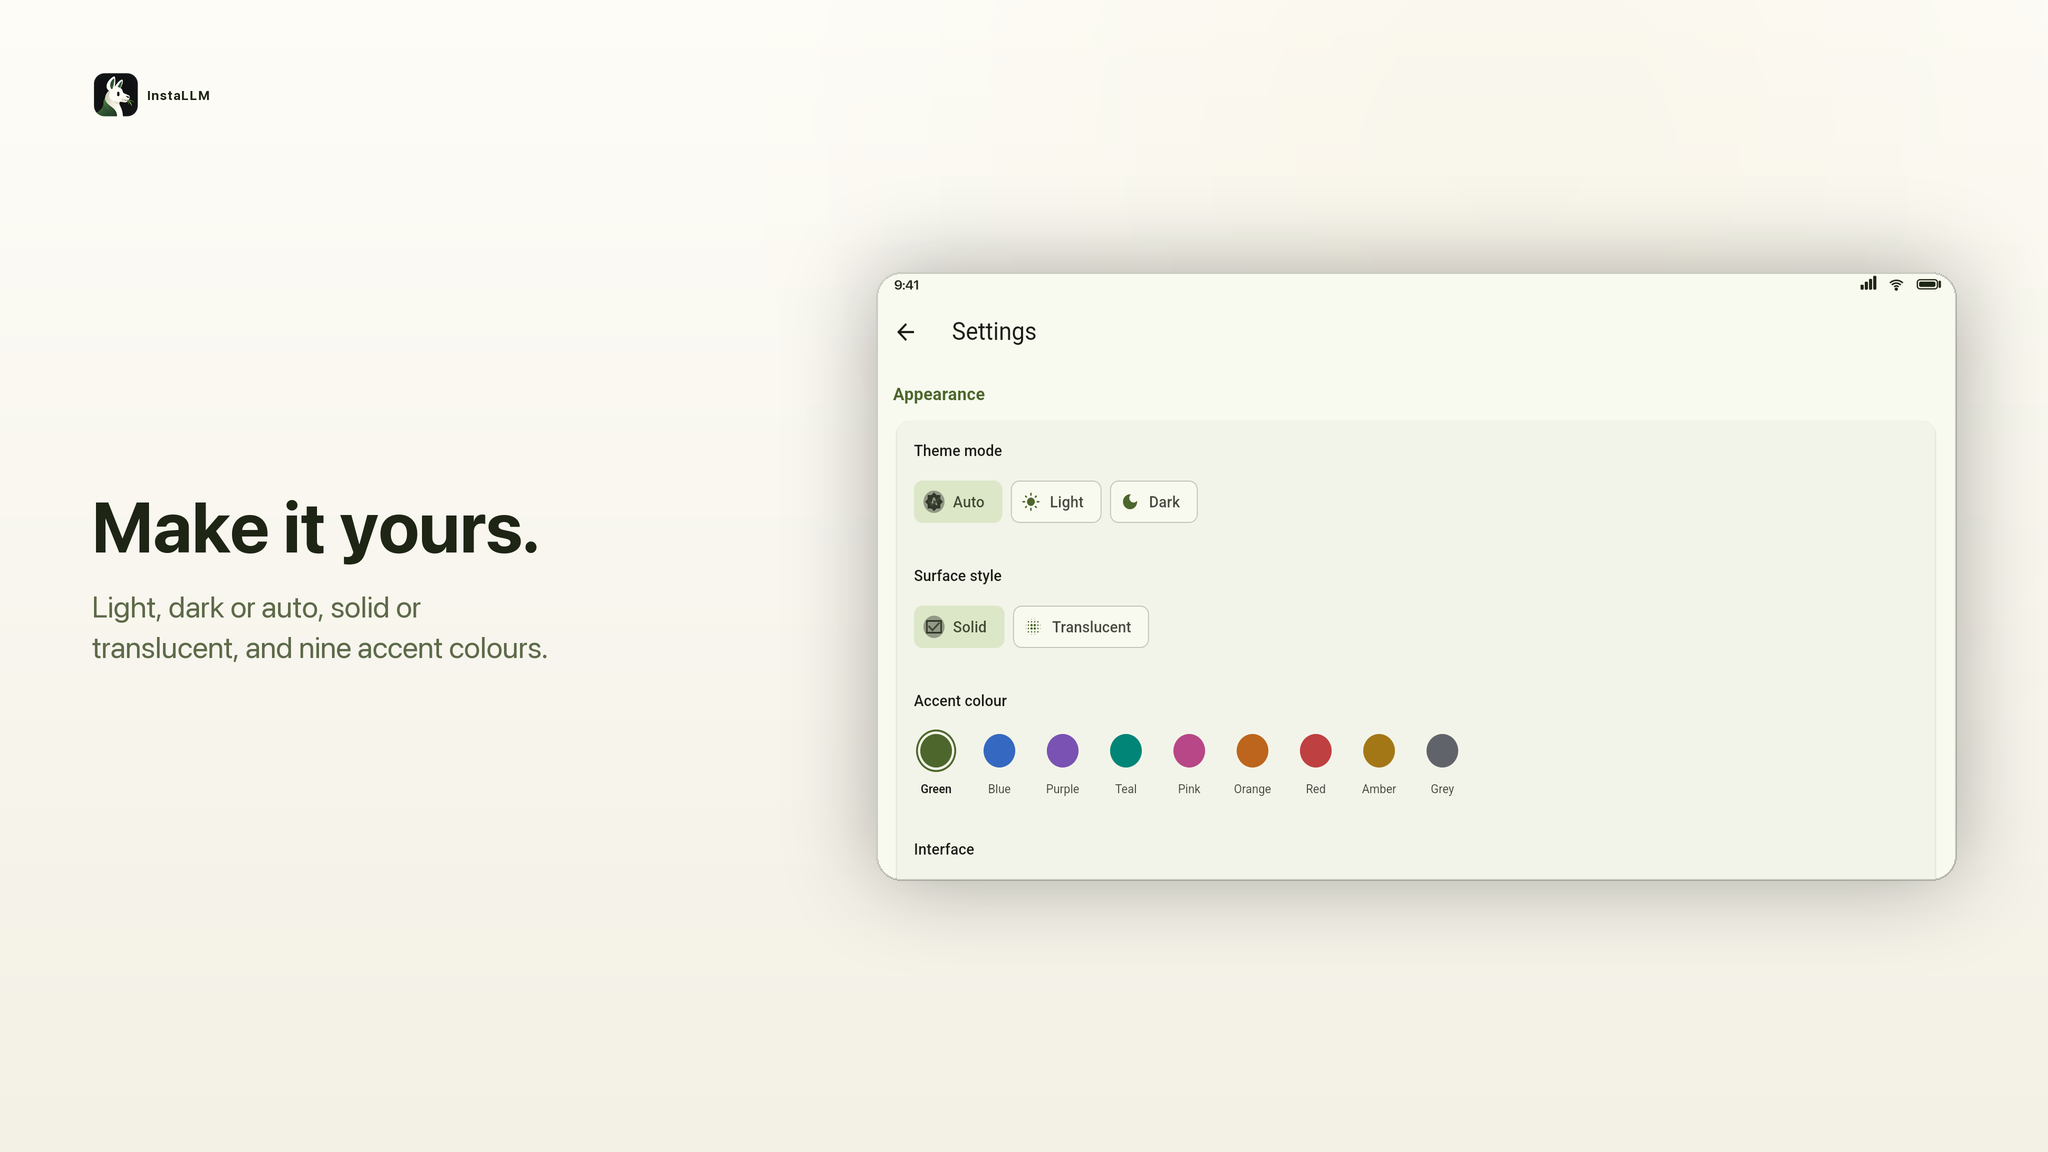 InstaLLM
Make it yours.
Light, dark or auto, solid or
translucent, and nine accent colours.
9:41
Settings
Appearance
Theme mode
Auto
Light
Dark
Surface style
Solid
Translucent
Accent colour
Green
Blue
Purple
Teal
Pink
Orange
Red
Amber
Grey
Interface